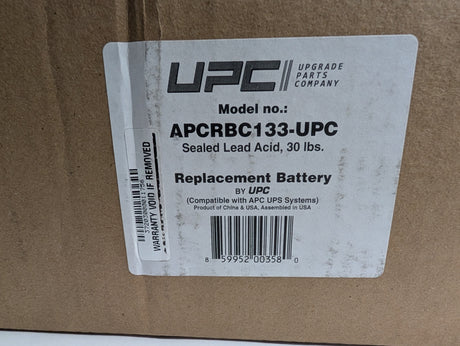 UPC
UPGRADE
PARTS
COMPANY
Model no.:
APCRBC133-UPC
Sealed Lead Acid, 30 lbs.
Replacement Battery
BY UPC
(Compatible with APC UPS Systems)
Product of China & USA, Assembled in USA
8 59952 00358 0
WARRANTY VOID IF REMOVED